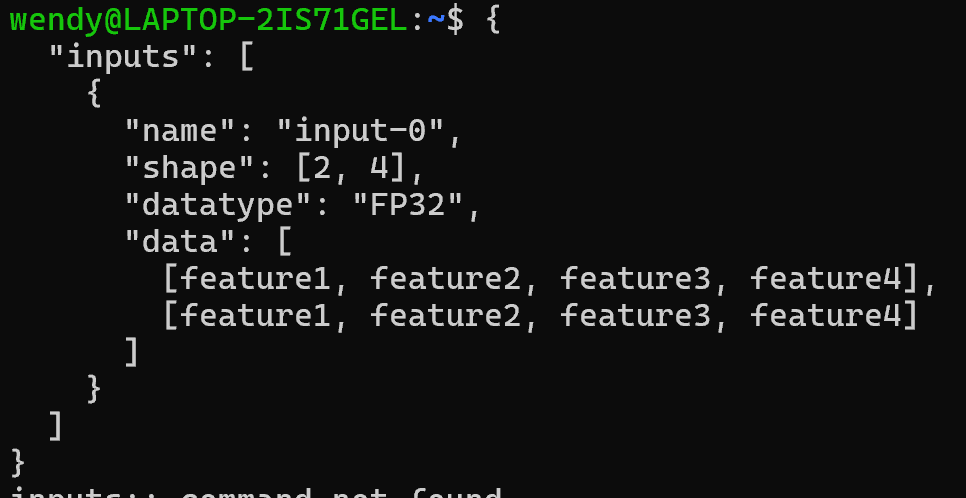 wendy@LAPTOP-2IS71GEL:~$ {
"inputs": [
{
"name": "input-0",
"shape": [2, 4],
"datatype": "FP32",
"data": [
[feature1, feature2, feature3, feature4],
[feature1, feature2, feature3, feature4]
]
}
]
}
inputs:: command not found